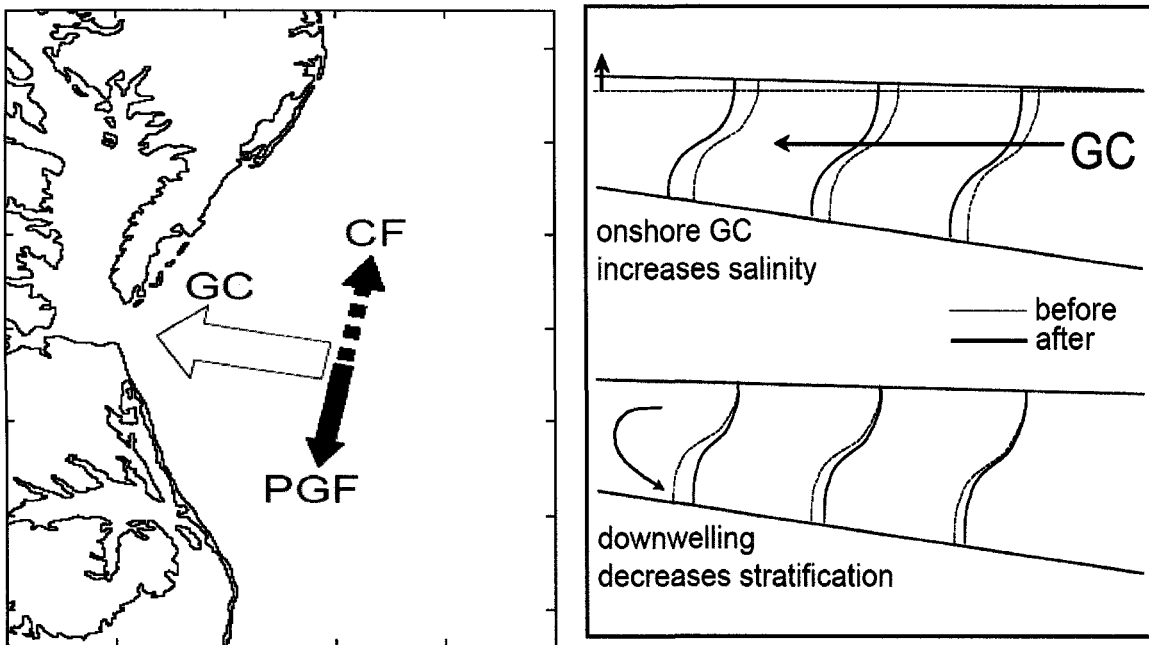 CF
GC
PGF
GC
onshore GC
increases salinity
before
after
downwelling
decreases stratification